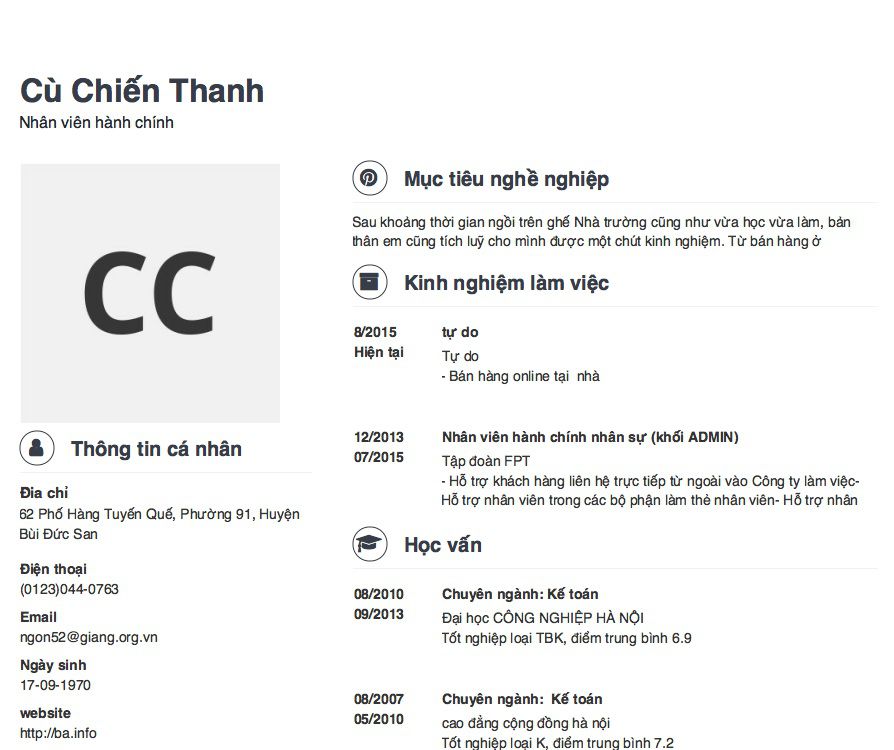 Cù Chiến Thanh
Nhân viên hành chính
CC
Thông tin cá nhân
Đia chỉ
62 Phố Hàng Tuyến Quế, Phường 91, Huyện
Bùi Đức San
Điện thoại
(0123)044-0763
Email
ngon52@giang.org.vn
Ngày sinh
17-09-1970
website
http://ba.info
Mục tiêu nghề nghiệp
Sau khoảng thời gian ngồi trên ghế Nhà trường cũng như vừa học vừa làm, bản
thân em cũng tích luỹ cho mình được một chút kinh nghiệm. Từ bán hàng ở
Kinh nghiệm làm việc
8/2015 tự do
Hiện tại Tự do
- Bán hàng online tại  nhà
12/2013 Nhân viên hành chính nhân sự (khối ADMIN)
07/2015 Tập đoàn FPT
- Hỗ trợ khách hàng liên hệ trực tiếp từ ngoài vào Công ty làm việc-
Hỗ trợ nhân viên trong các bộ phận làm thẻ nhân viên- Hỗ trợ nhân
Học vấn
08/2010 Chuyên ngành: Kế toán
09/2013 Đại học CÔNG NGHIỆP HÀ NỘI
Tốt nghiệp loại TBK, điểm trung bình 6.9
08/2007 Chuyên ngành:  Kế toán
05/2010 cao đẳng cộng đồng hà nội
Tốt nghiệp loại K, điểm trung bình 7.2